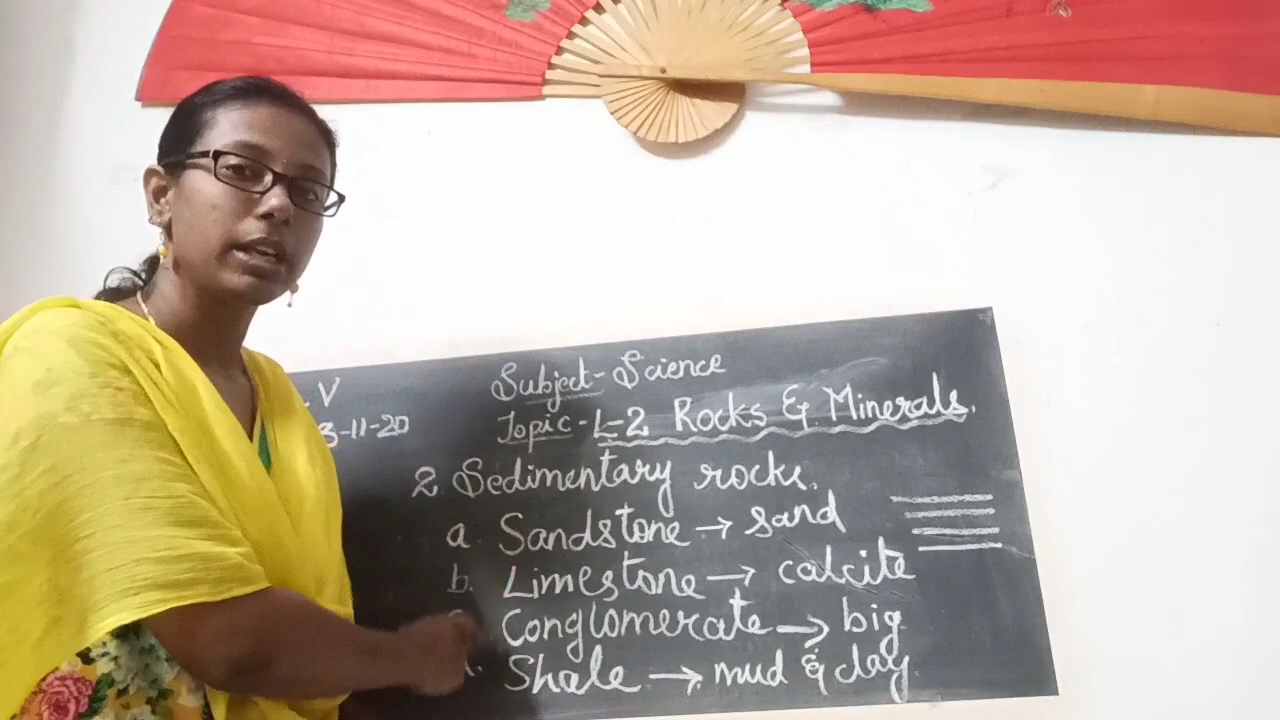 V
Subject-Science
3-11-20
Topic-L-2 Rocks & Minerals.
2. Sedimentary rocks.
a. Sandstone → sand
b. Limestone → calcite
Conglomerate → big
Shale → mud & clay